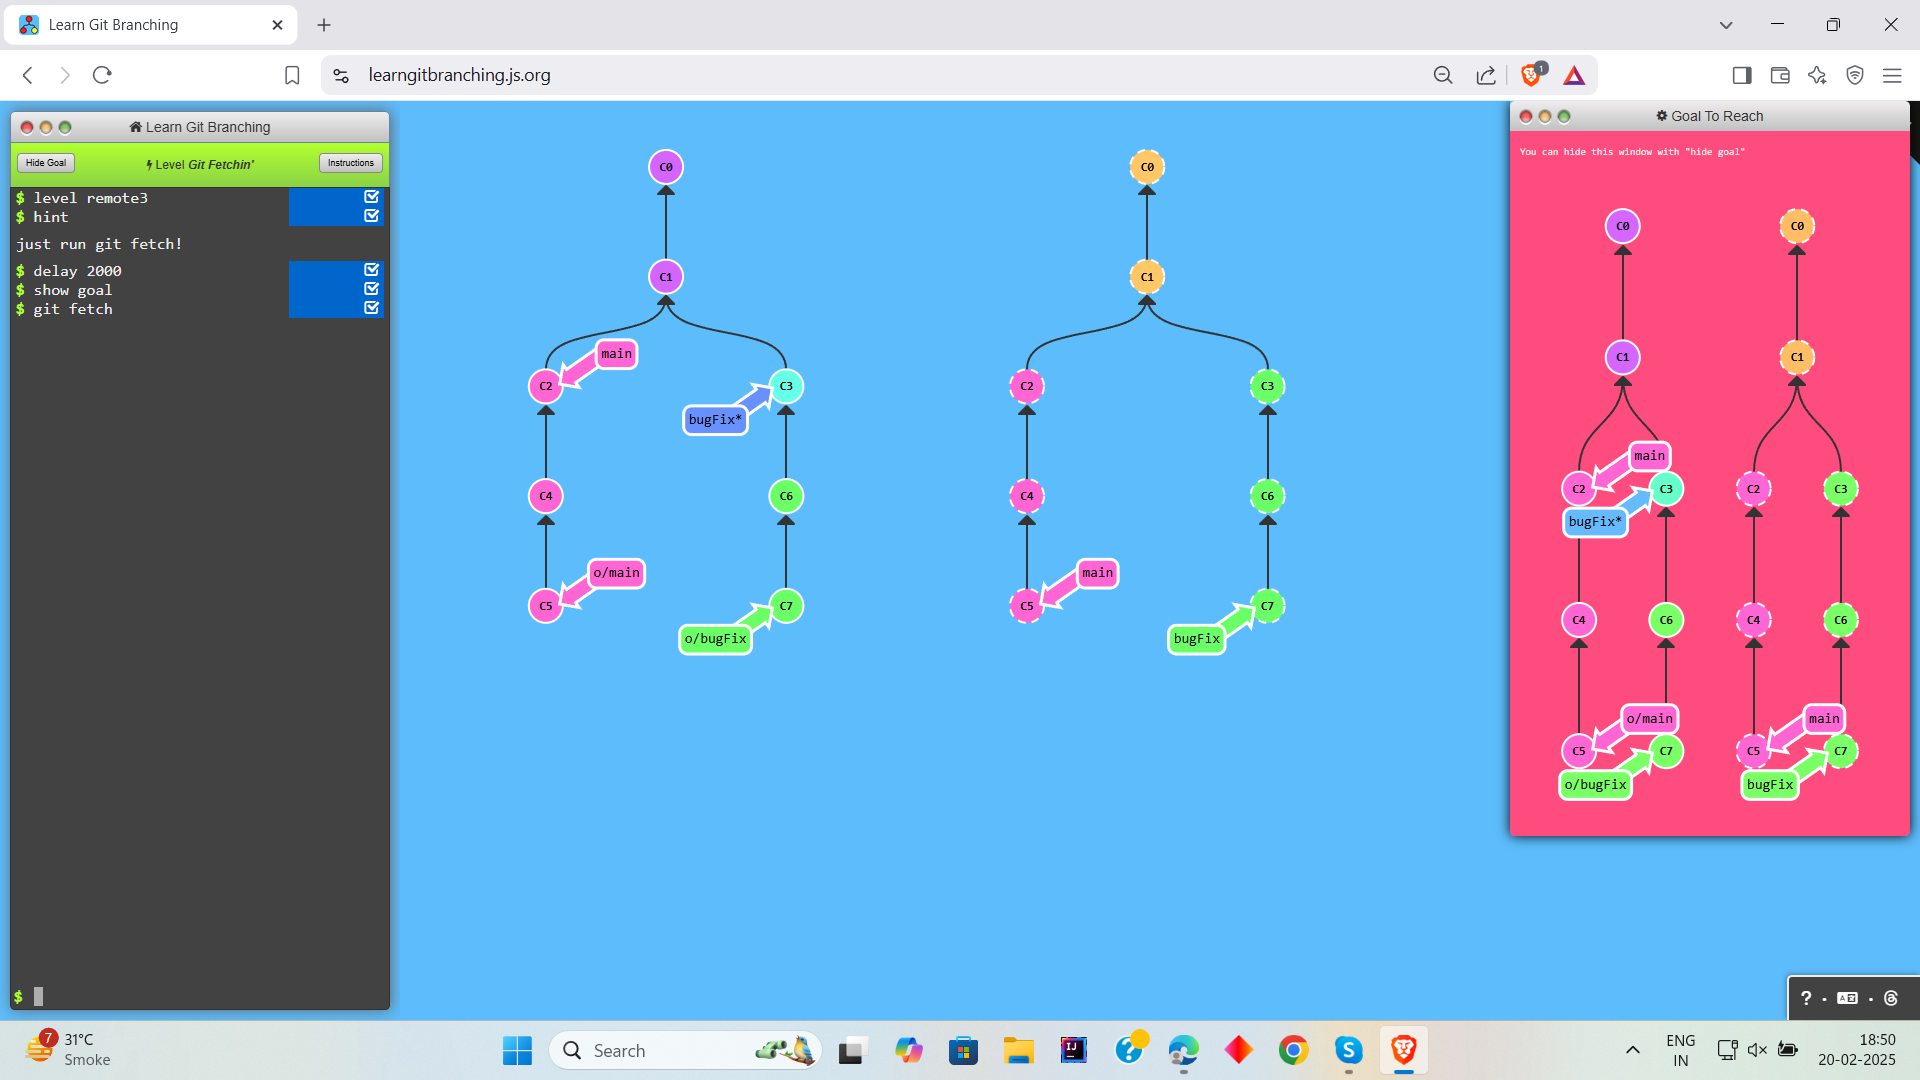 Learn Git Branching
learngitbranching.js.org
1
Learn Git Branching
Hide Goal
Level Git Fetchin'
Instructions
$ level remote3
$ hint
just run git fetch!
$ delay 2000
$ show goal
$ git fetch
$
C0
C1
main
C2
C3
bugFix*
C4
C6
o/main
C5
C7
o/bugFix
C0
C1
C2
C3
C4
C6
main
C5
C7
bugFix
Goal To Reach
You can hide this window with "hide goal"
C0
C0
C1
C1
main
C2
C3
C2
C3
bugFix*
C4
C6
C4
C6
o/main
main
C5
C7
C5
C7
o/bugFix
bugFix
?
7
31°C
Smoke
Search
IJ
ENG
IN
18:50
20-02-2025